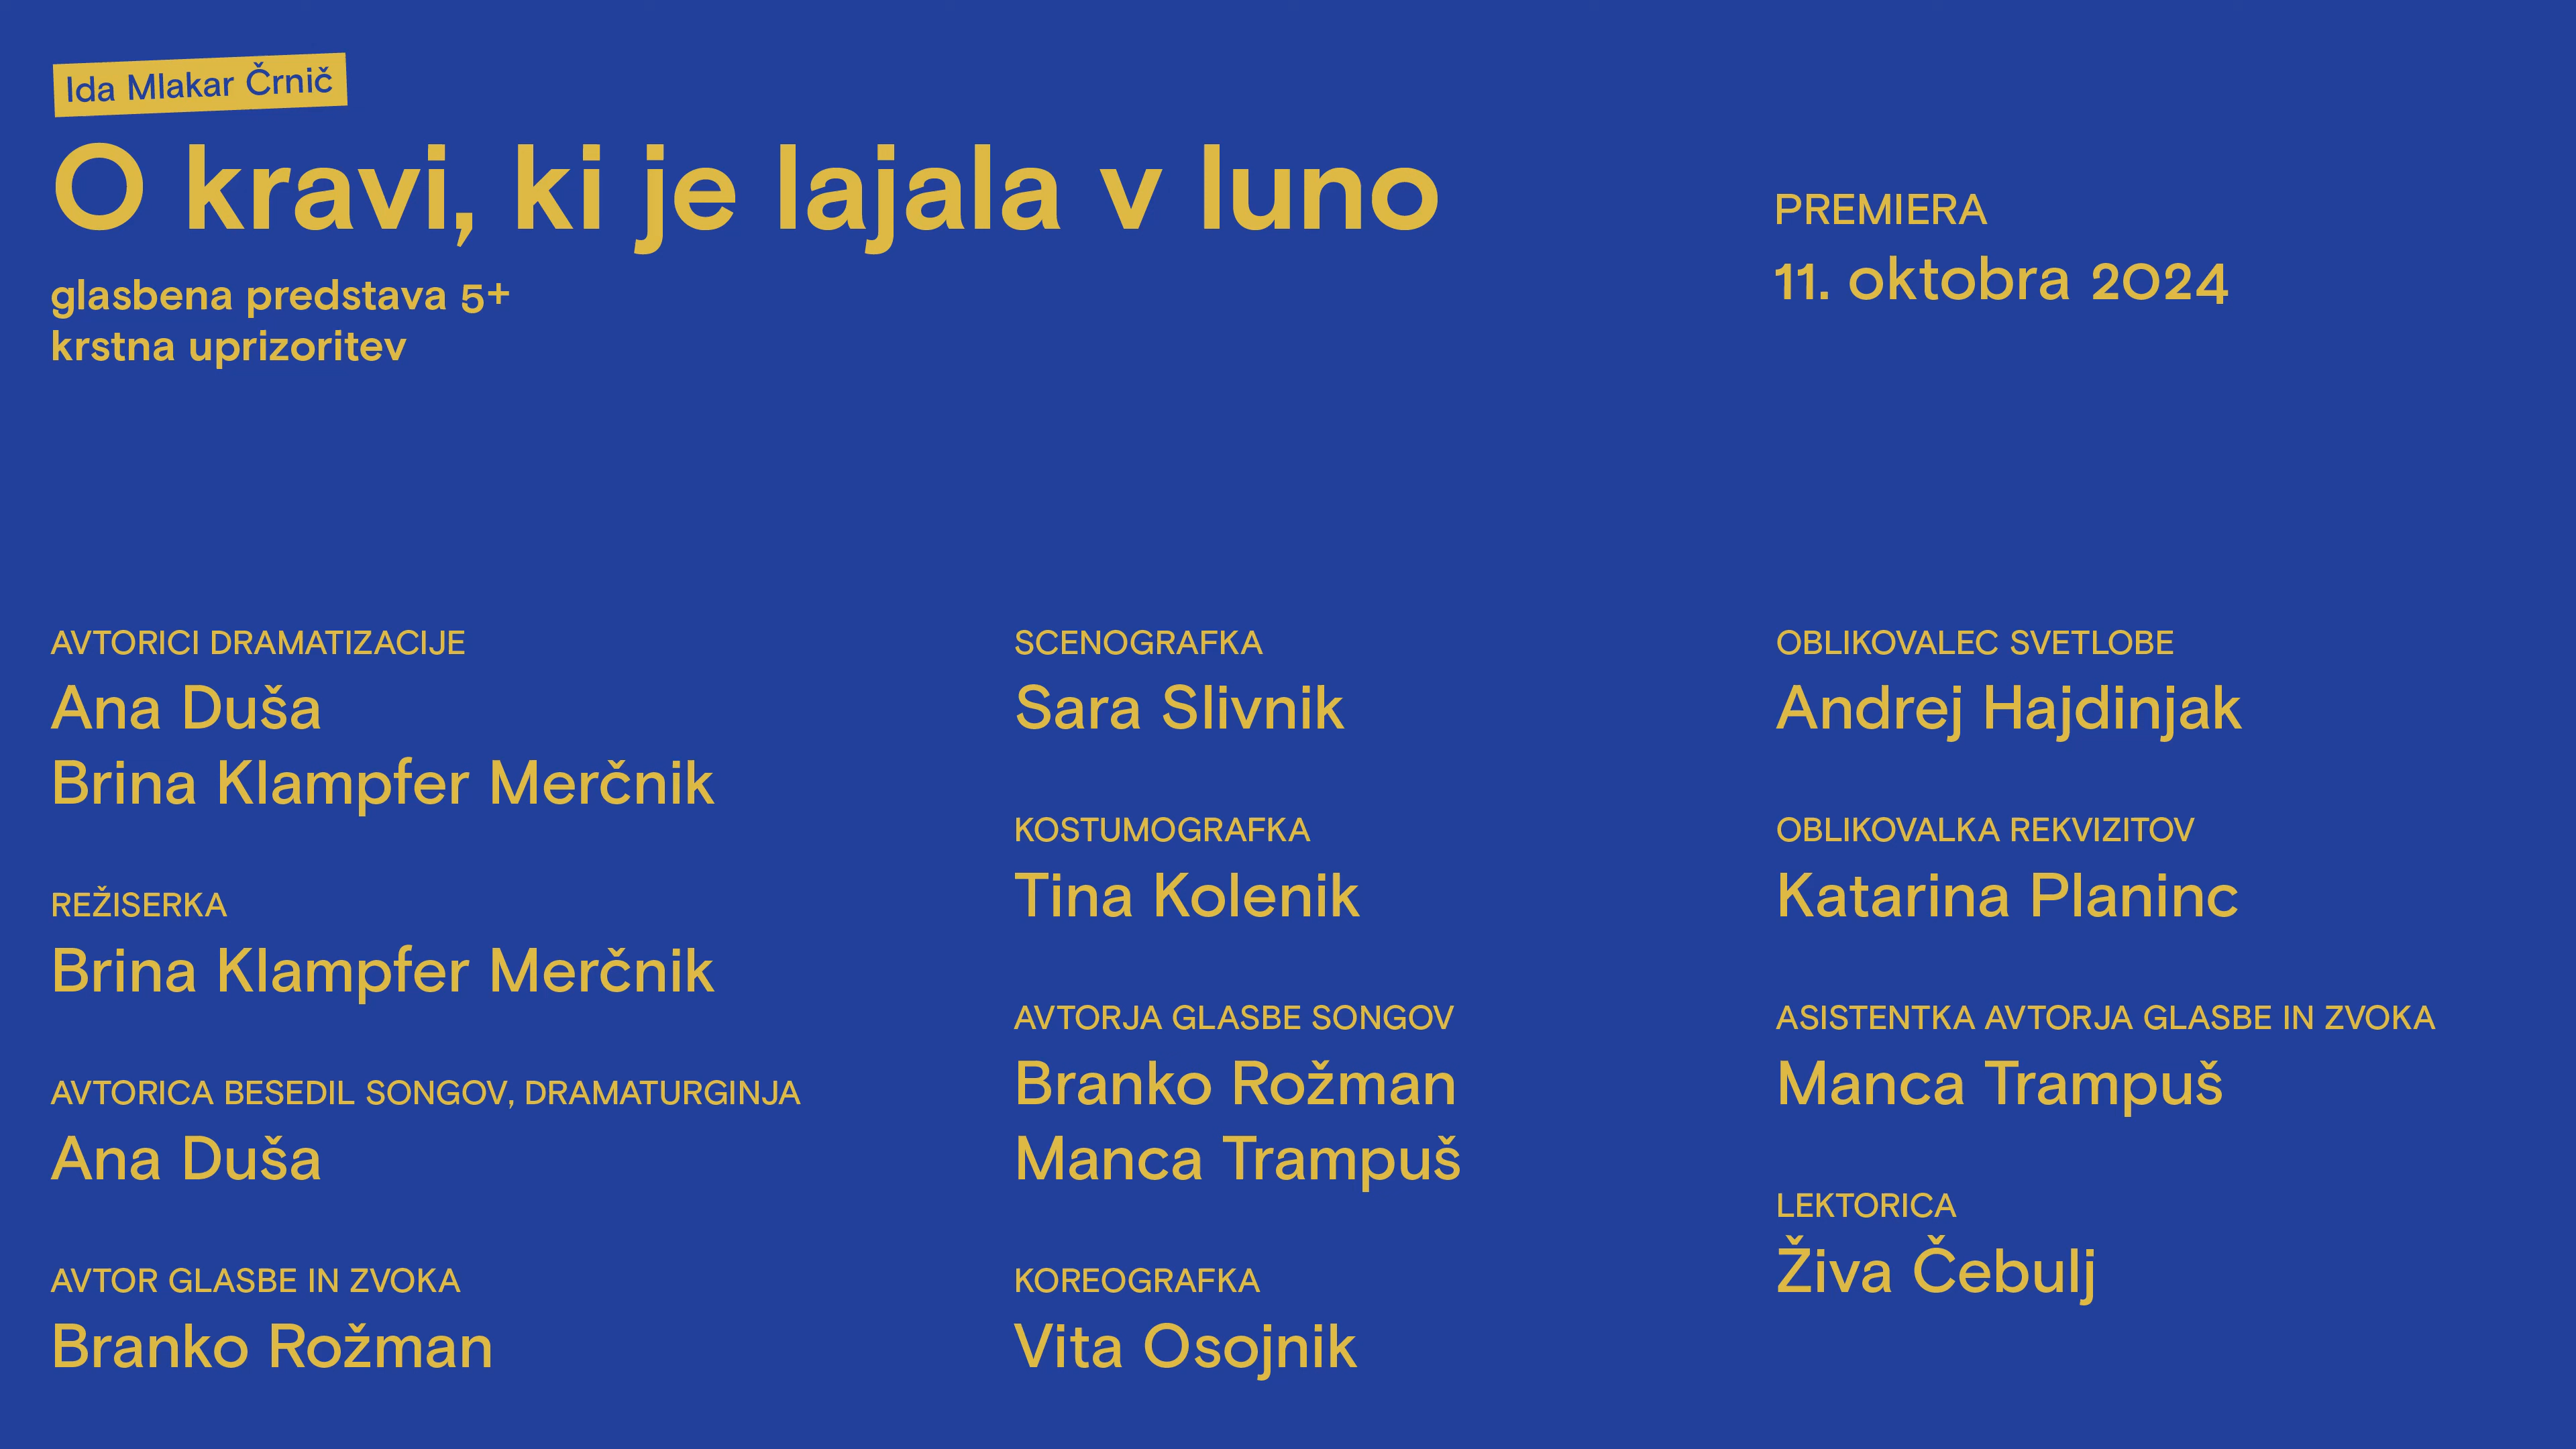 Ida Mlakar Črnič
O kravi, ki je lajala v luno
glasbena predstava 5+
krstna uprizoritev
PREMIERA
11. oktobra 2024
AVTORICI DRAMATIZACIJE
Ana Duša
Brina Klampfer Merčnik
REŽISERKA
Brina Klampfer Merčnik
AVTORICA BESEDIL SONGOV, DRAMATURGINJA
Ana Duša
AVTOR GLASBE IN ZVOKA
Branko Rožman
SCENOGRAFKA
Sara Slivnik
KOSTUMOGRAFKA
Tina Kolenik
AVTORJA GLASBE SONGOV
Branko Rožman
Manca Trampuš
KOREOGRAFKA
Vita Osojnik
OBLIKOVALEC SVETLOBE
Andrej Hajdinjak
OBLIKOVALKA REKVIZITOV
Katarina Planinc
ASISTENTKA AVTORJA GLASBE IN ZVOKA
Manca Trampuš
LEKTORICA
Živa Čebulj